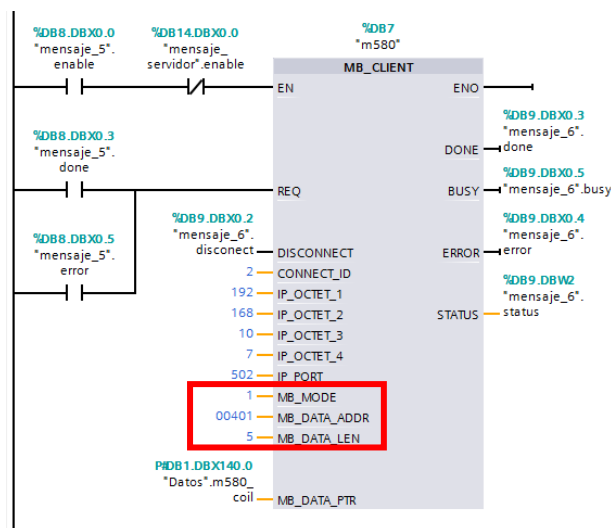 %DB8.DBX0.0
"mensaje_5".
enable
%DB14.DBX0.0
"mensaje_
servidor".enable
%DB7
"m580"
MB_CLIENT
EN
ENO
%DB9.DBX0.3
"mensaje_6".
done
DONE
%DB8.DBX0.3
"mensaje_5".
done
REQ
%DB9.DBX0.5
"mensaje_6".busy
BUSY
%DB8.DBX0.5
"mensaje_5".
error
%DB9.DBX0.2
"mensaje_6".
disconect
DISCONNECT
%DB9.DBX0.4
"mensaje_6".
error
ERROR
2
CONNECT_ID
192
IP_OCTET_1
168
IP_OCTET_2
10
IP_OCTET_3
7
IP_OCTET_4
502
IP_PORT
%DB9.DBW2
"mensaje_6".
status
STATUS
1
MB_MODE
00401
MB_DATA_ADDR
5
MB_DATA_LEN
P#DB1.DBX140.0
"Datos".m580_
coil
MB_DATA_PTR